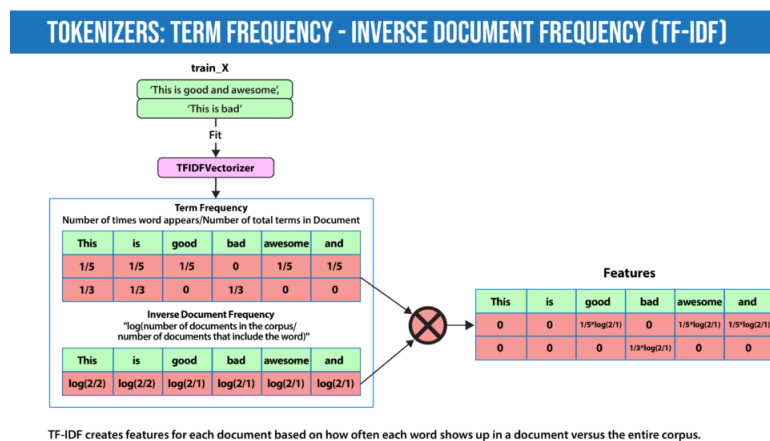 TOKENIZERS: TERM FREQUENCY - INVERSE DOCUMENT FREQUENCY (TF-IDF)
train_X
'This is good and awesome',
'This is bad'
Fit
TFIDFVectorizer
Term Frequency
Number of times word appears/Number of total terms in Document
This is good bad awesome and
1/5 1/5 1/5 0 1/5 1/5
1/3 1/3 0 1/3 0 0
Inverse Document Frequency
"log(number of documents in the corpus/
number of documents that include the word)"
This is good bad awesome and
log(2/2) log(2/2) log(2/1) log(2/1) log(2/1) log(2/1)
Features
This is good bad awesome and
0 0 1/5*log(2/1) 0 1/5*log(2/1) 1/5*log(2/1)
0 0 0 1/3*log(2/1) 0 0
TF-IDF creates features for each document based on how often each word shows up in a document versus the entire corpus.